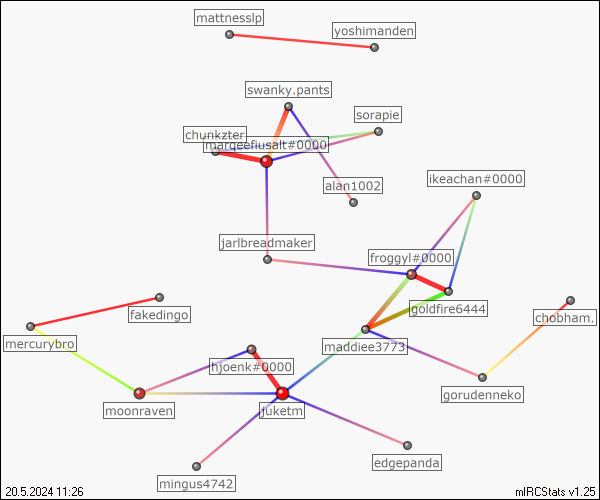 mattnesslp
yoshimanden
swanky.pants
sorapie
chunkzter
margeefiusalt#0000
alan1002
ikeachan#0000
jarlbreadmaker
froggyl#0000
goldfire6444
chobham.
fakedingo
mercurybro
maddiee3773
hjoenk#0000
gorudenneko
moonraven
juketm
edgepanda
mingus4742
20.5.2024 11:26
mIRCStats v1.25